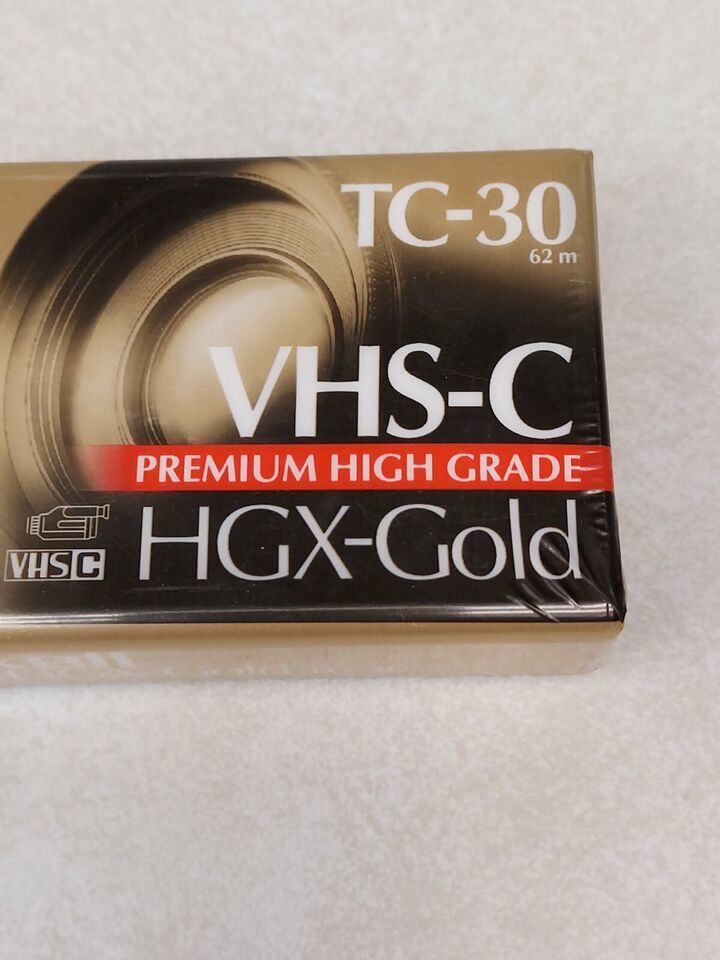 TC-30
62 m
VHS-C
PREMIUM HIGH GRADE
HGX-Gold
VHS C